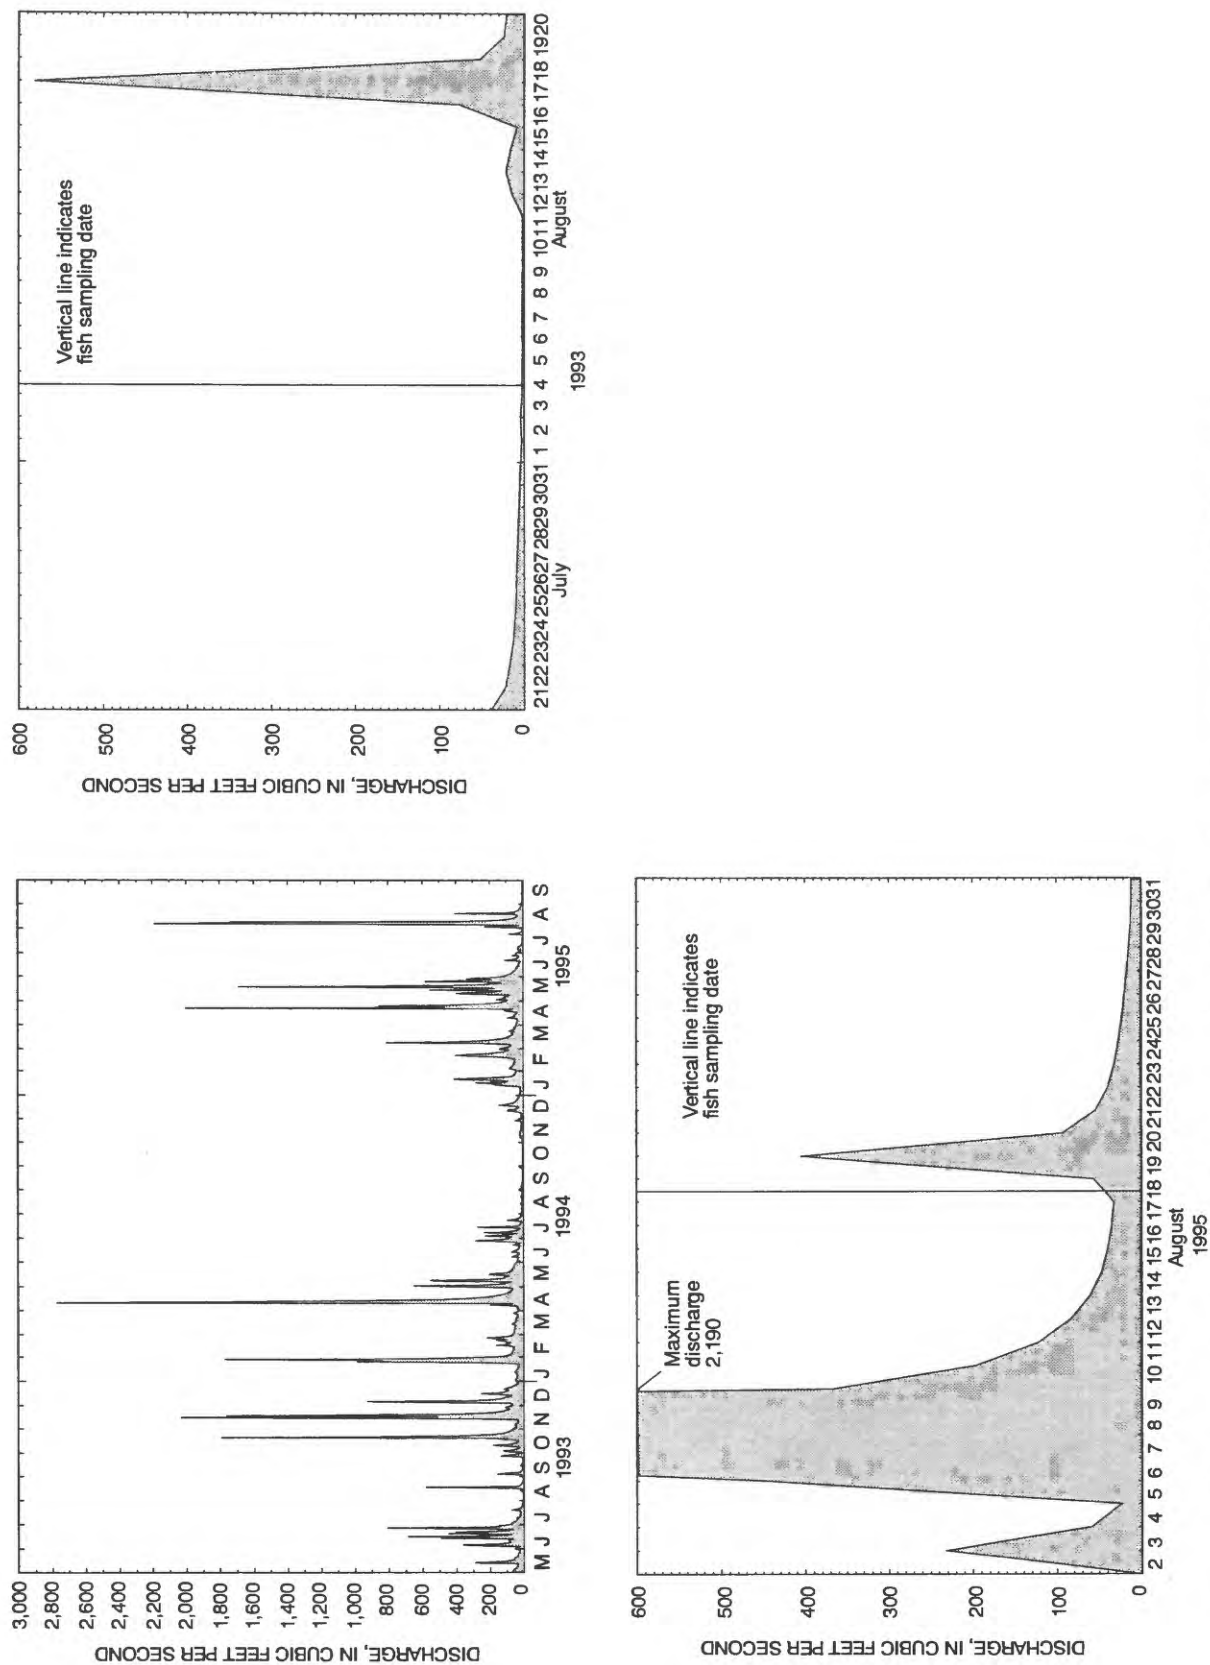 DISCHARGE, IN CUBIC FEET PER SECOND
3,000
2,800
2,600
2,400
2,200
2,000
1,800
1,600
1,400
1,200
1,000
800
600
400
200
0
M J J A S O N D J F M A M J J A S O N D J F M A M J J A S
1993 1994 1995
DISCHARGE, IN CUBIC FEET PER SECOND
600
500
400
300
200
100
0
Vertical line indicates
fish sampling date
21 22 23 24 25 26 27 28 29 30 31 1 2 3 4 5 6 7 8 9 10 11 12 13 14 15 16 17 18 19 20
July August
1993
DISCHARGE, IN CUBIC FEET PER SECOND
600
500
400
300
200
100
0
Maximum
discharge
2,190
Vertical line indicates
fish sampling date
2 3 4 5 6 7 8 9 10 11 12 13 14 15 16 17 18 19 20 21 22 23 24 25 26 27 28 29 30 31
August
1995